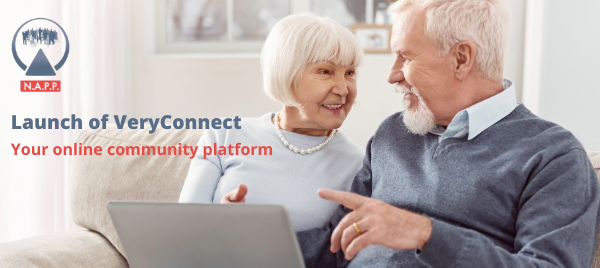 N.A.P.P.
Launch of VeryConnect
Your online community platform